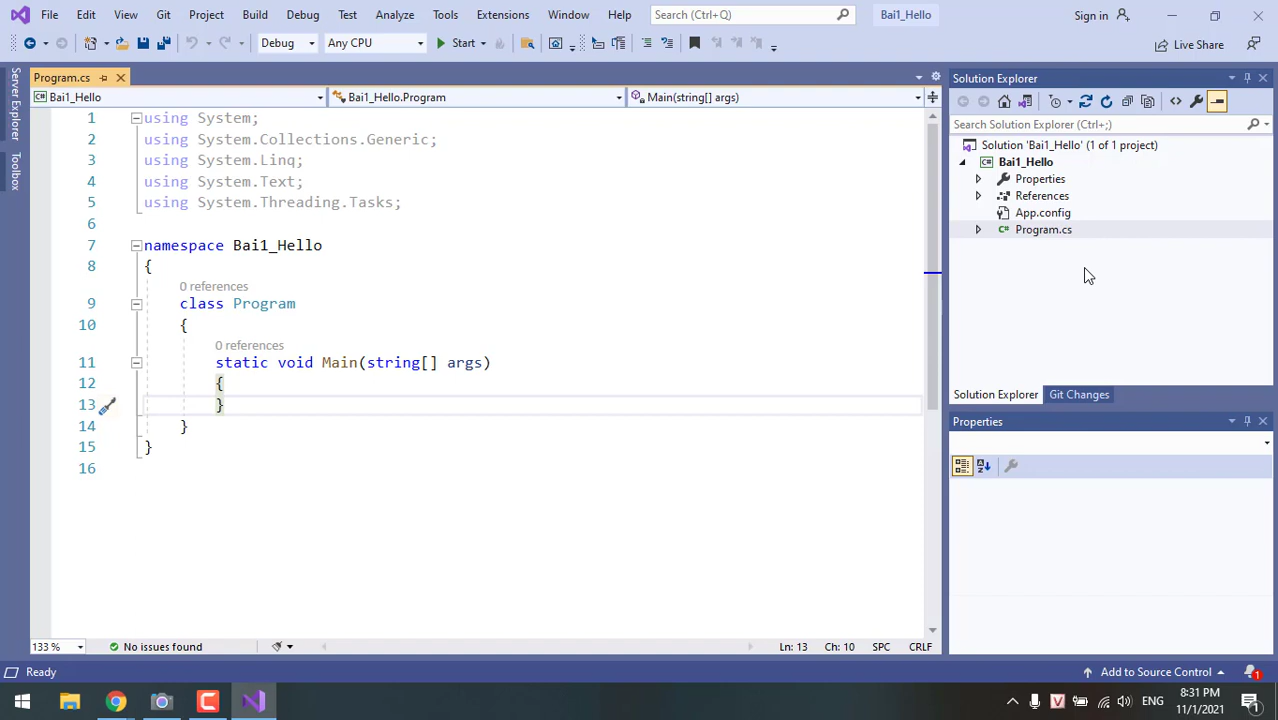 File Edit View Git Project Build Debug Test Analyze Tools Extensions Window Help Search (Ctrl+Q) Bai1_Hello Sign in
Debug Any CPU Start Live Share
Server Explorer
Toolbox
Program.cs
Bai1_Hello Bai1_Hello.Program Main(string[] args)
1 using System;
2 using System.Collections.Generic;
3 using System.Linq;
4 using System.Text;
5 using System.Threading.Tasks;
6
7 namespace Bai1_Hello
8 {
0 references
9 class Program
10 {
0 references
11 static void Main(string[] args)
12 {
13 }
14 }
15 }
16
133 % No issues found Ln: 13 Ch: 10 SPC CRLF
Solution Explorer
Search Solution Explorer (Ctrl+;)
Solution 'Bai1_Hello' (1 of 1 project)
Bai1_Hello
Properties
References
App.config
Program.cs
Solution Explorer Git Changes
Properties
Ready Add to Source Control 1
V ENG 8:31 PM
11/1/2021 1